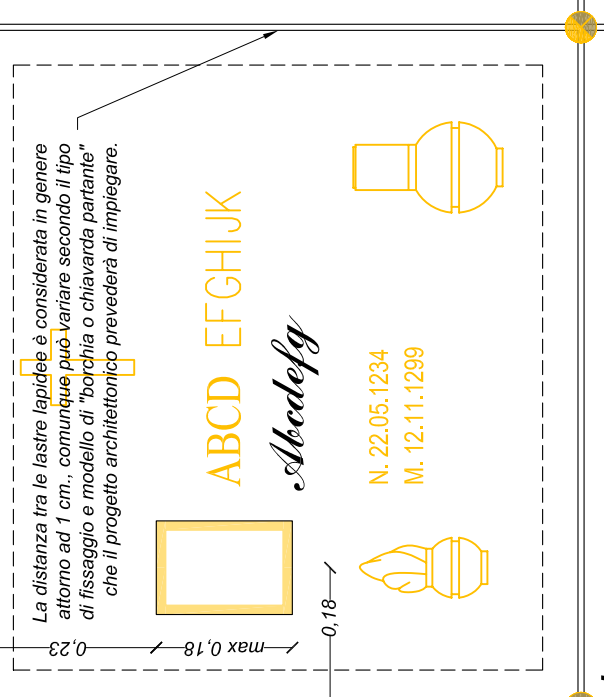 La distanza tra le lastre lapidee è considerata in genere
attorno ad 1 cm., comunque può variare secondo il tipo
di fissaggio e modello di "borchia o chiavarda partante"
che il progetto architettonico prevederà di impiegare.
ABCD EFGHIJK
Abcdefg
N. 22.05.1234
M. 12.11.1299
0,23
max 0,18
0,18